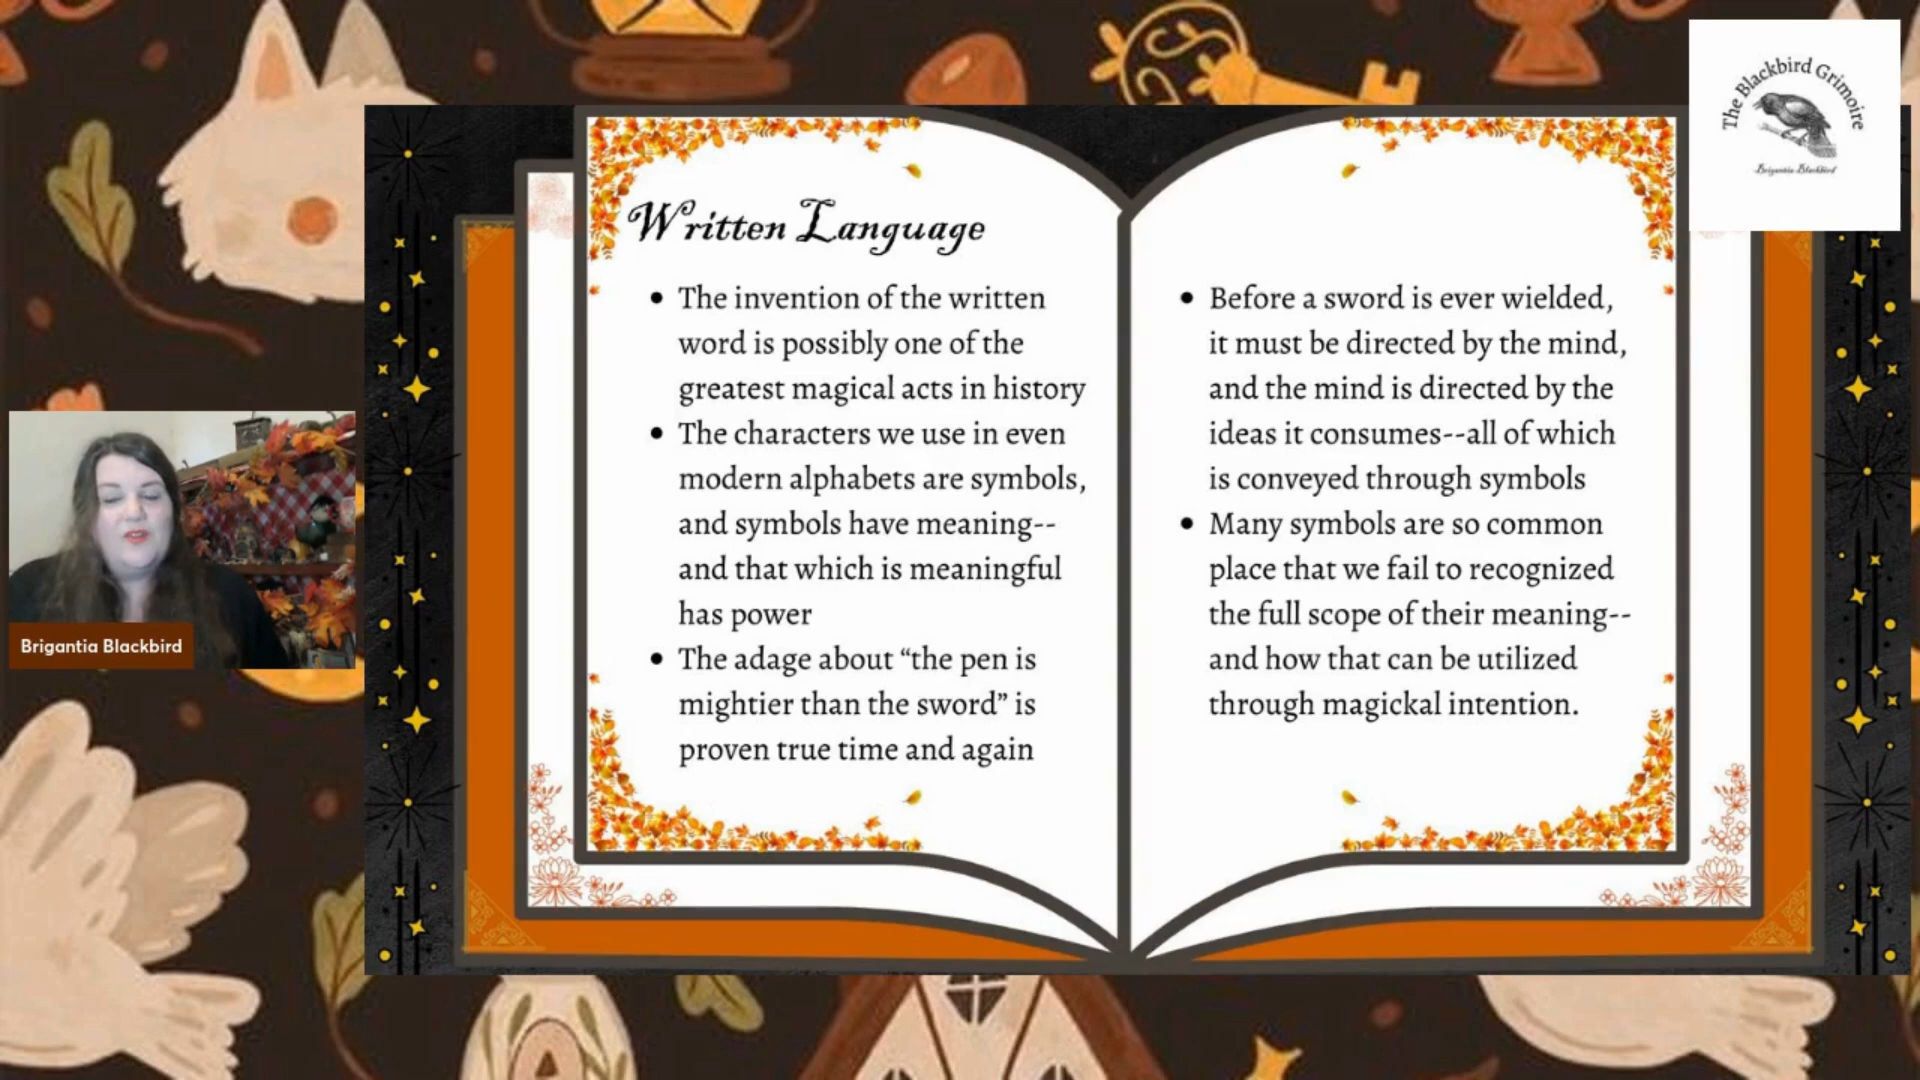 The Blackbird Grimoire
Brigantia Blackbird
Written Language
• The invention of the written
word is possibly one of the
greatest magical acts in history
• The characters we use in even
modern alphabets are symbols,
and symbols have meaning--
and that which is meaningful
has power
• The adage about “the pen is
mightier than the sword” is
proven true time and again
• Before a sword is ever wielded,
it must be directed by the mind,
and the mind is directed by the
ideas it consumes--all of which
is conveyed through symbols
• Many symbols are so common
place that we fail to recognized
the full scope of their meaning--
and how that can be utilized
through magickal intention.
Brigantia Blackbird